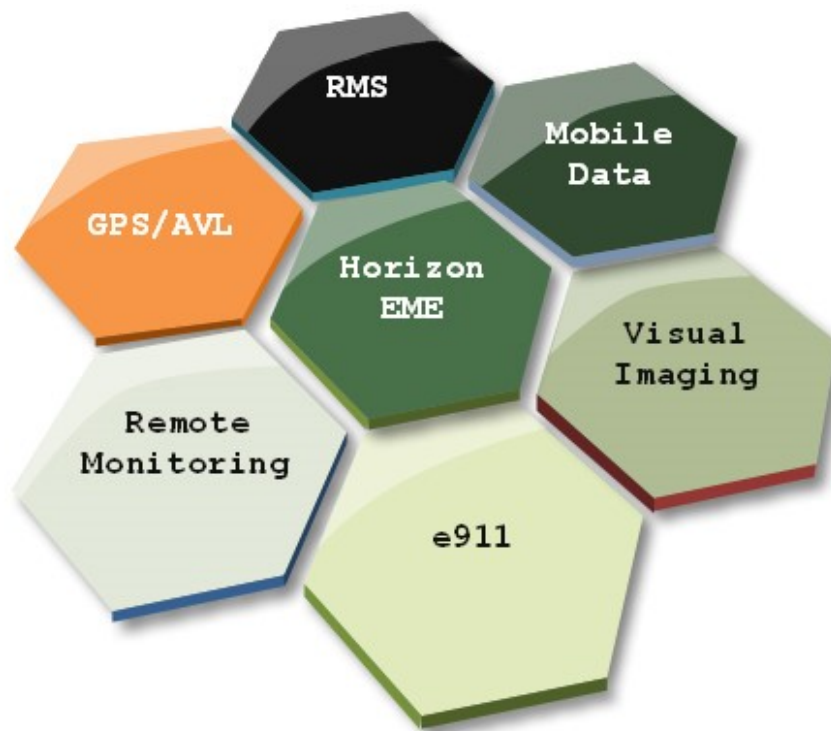 RMS
Mobile
Data
GPS/AVL
Horizon
EME
Visual
Imaging
Remote
Monitoring
e911